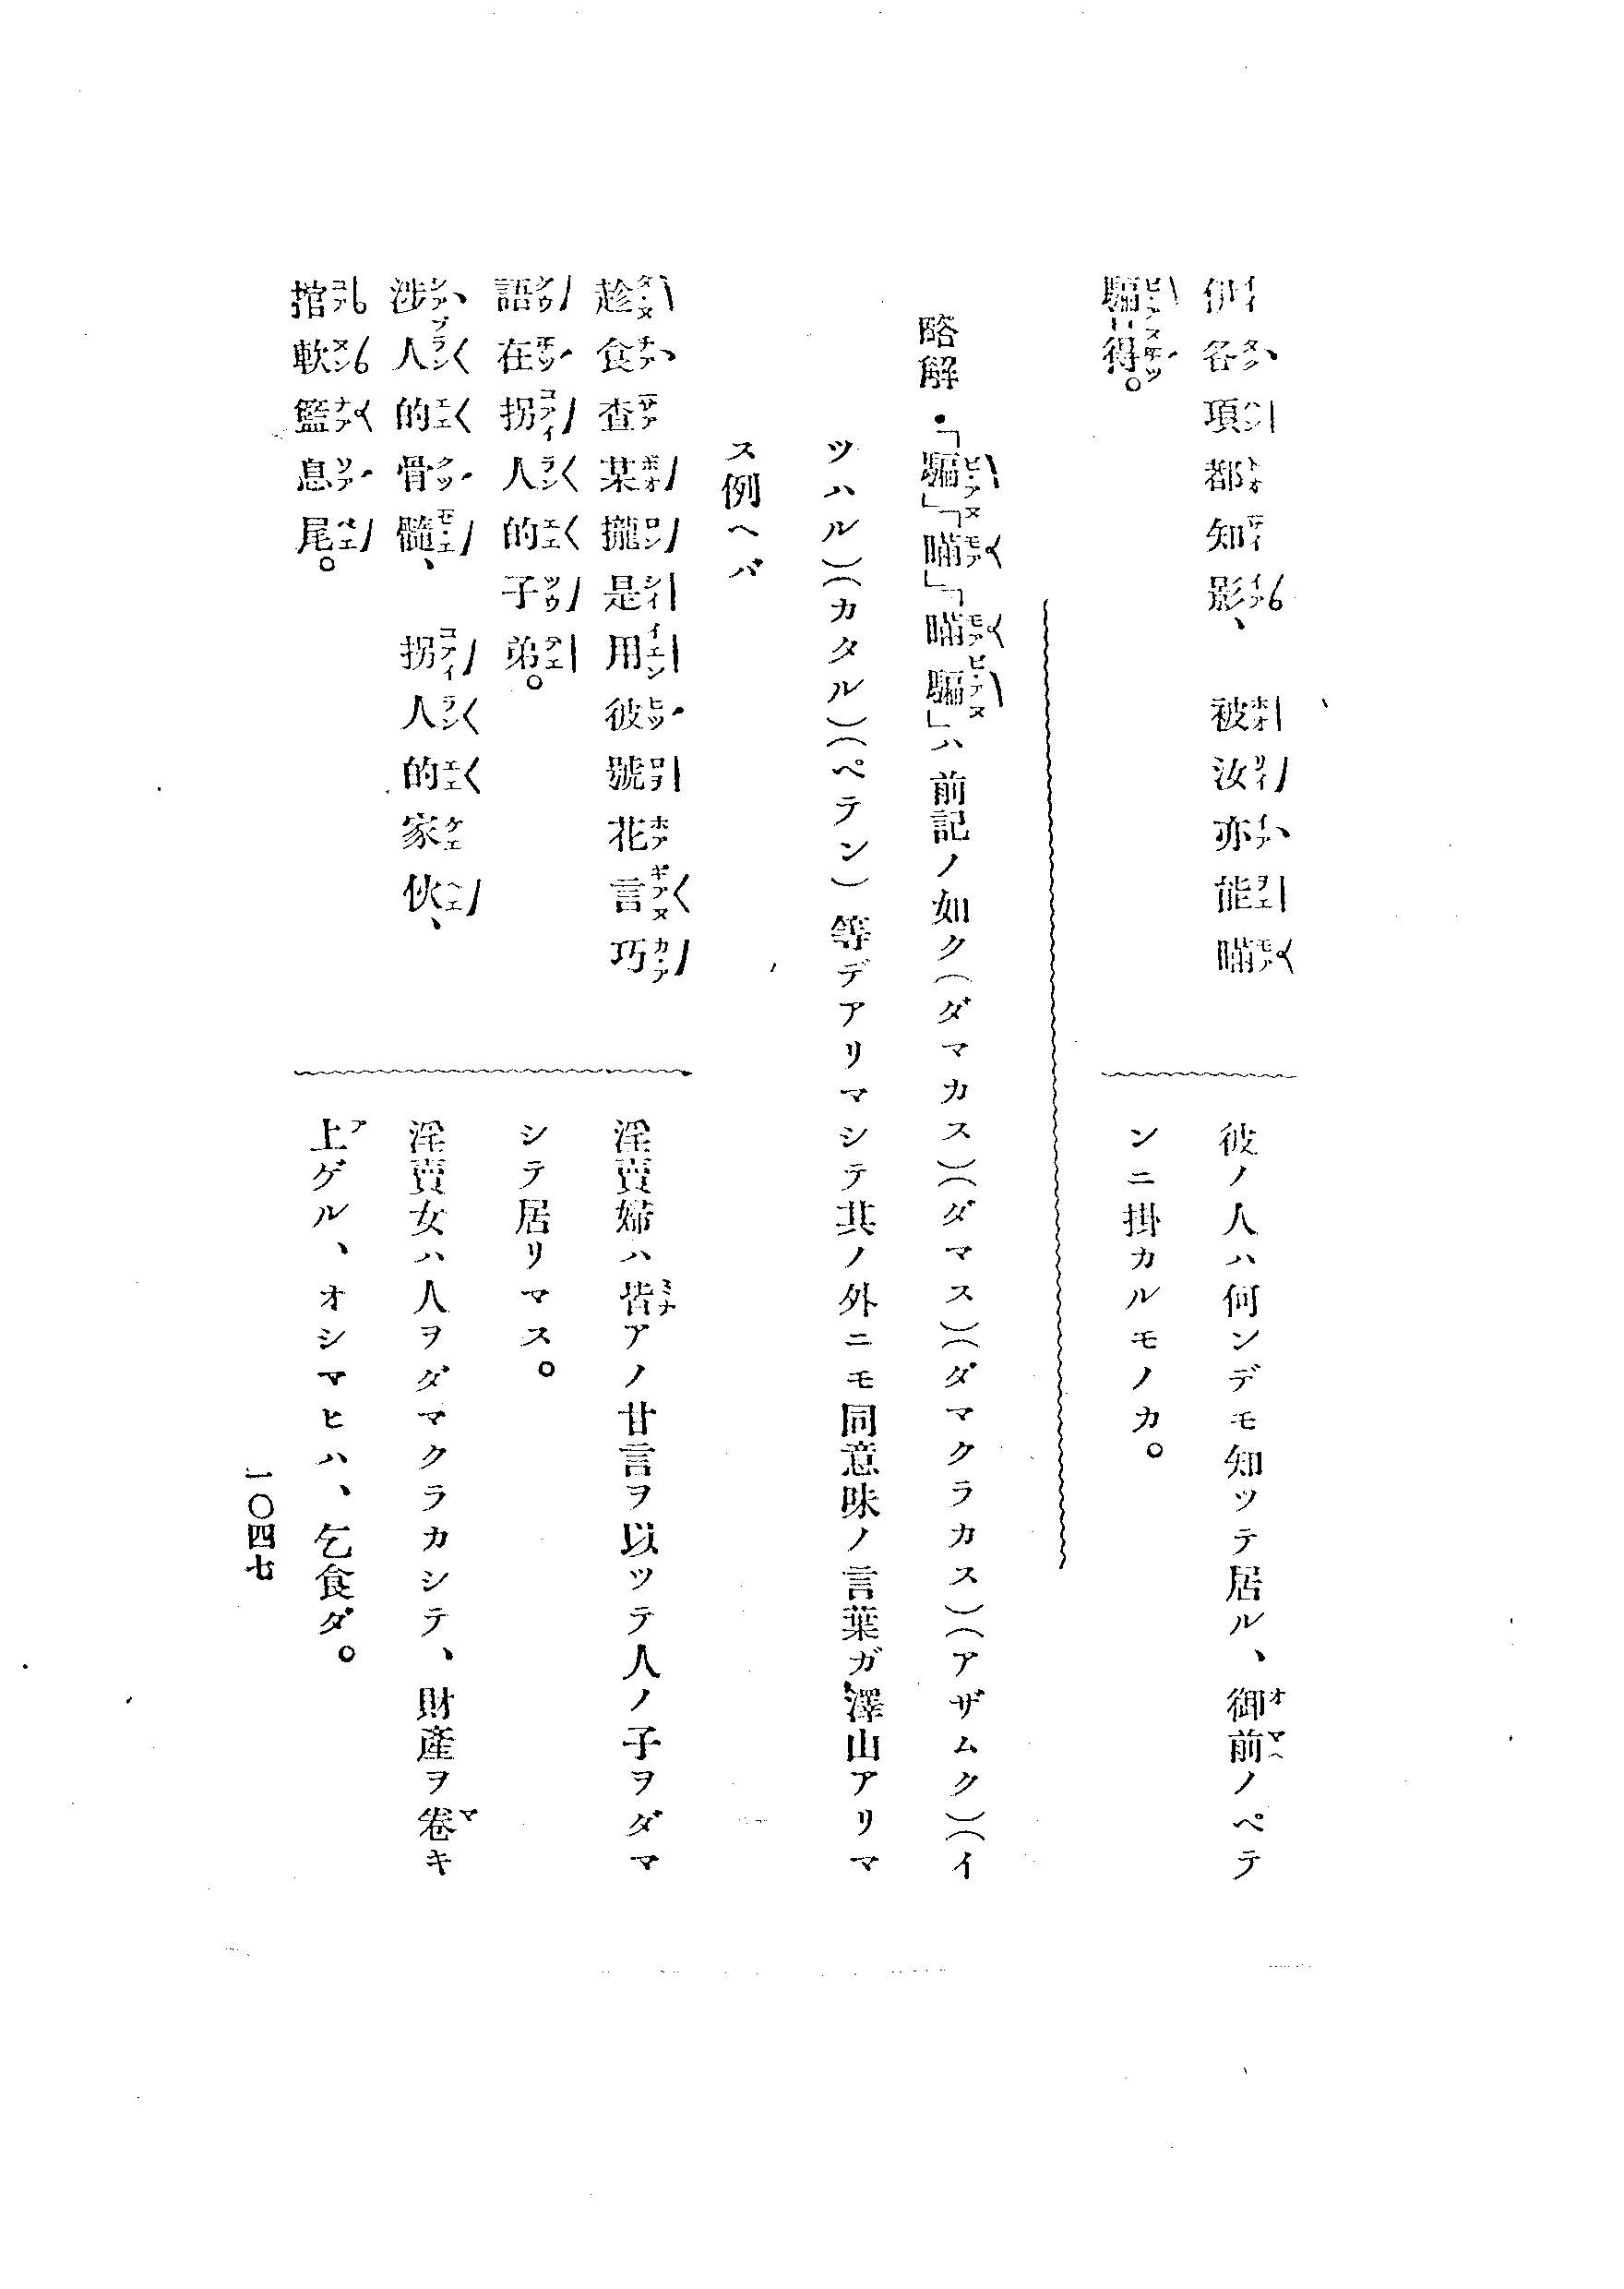 伊各項都知影、被汝亦能瞞
騙得。
彼ノ人ハ何ンデモ知ツテ居ル、御前ノペテ
ンニ掛カルモノカ。
略解・「騙」「瞞」「瞞騙」ハ前記ノ如ク（ダマカス）（ダマス）（ダマクラカス）（アザムク）（イ
ツハル）（カタル）（ペテン）等デアリマシテ其ノ外ニモ同意味ノ言葉ガ澤山アリマ
ス例ヘバ
趁食查某攏是用彼號花言巧
語在拐人的子弟。
淫賣婦ハ皆アノ甘言ヲ以ツテ人ノ子ヲダマ
シテ居リマス。
涉人的骨髓、拐人的家伙、
捾軟籃息尾。
淫賣女ハ人ヲダマクラカシテ、財產ヲ卷キ
上ゲル、オシマヒハ、乞食ダ。
一〇四七